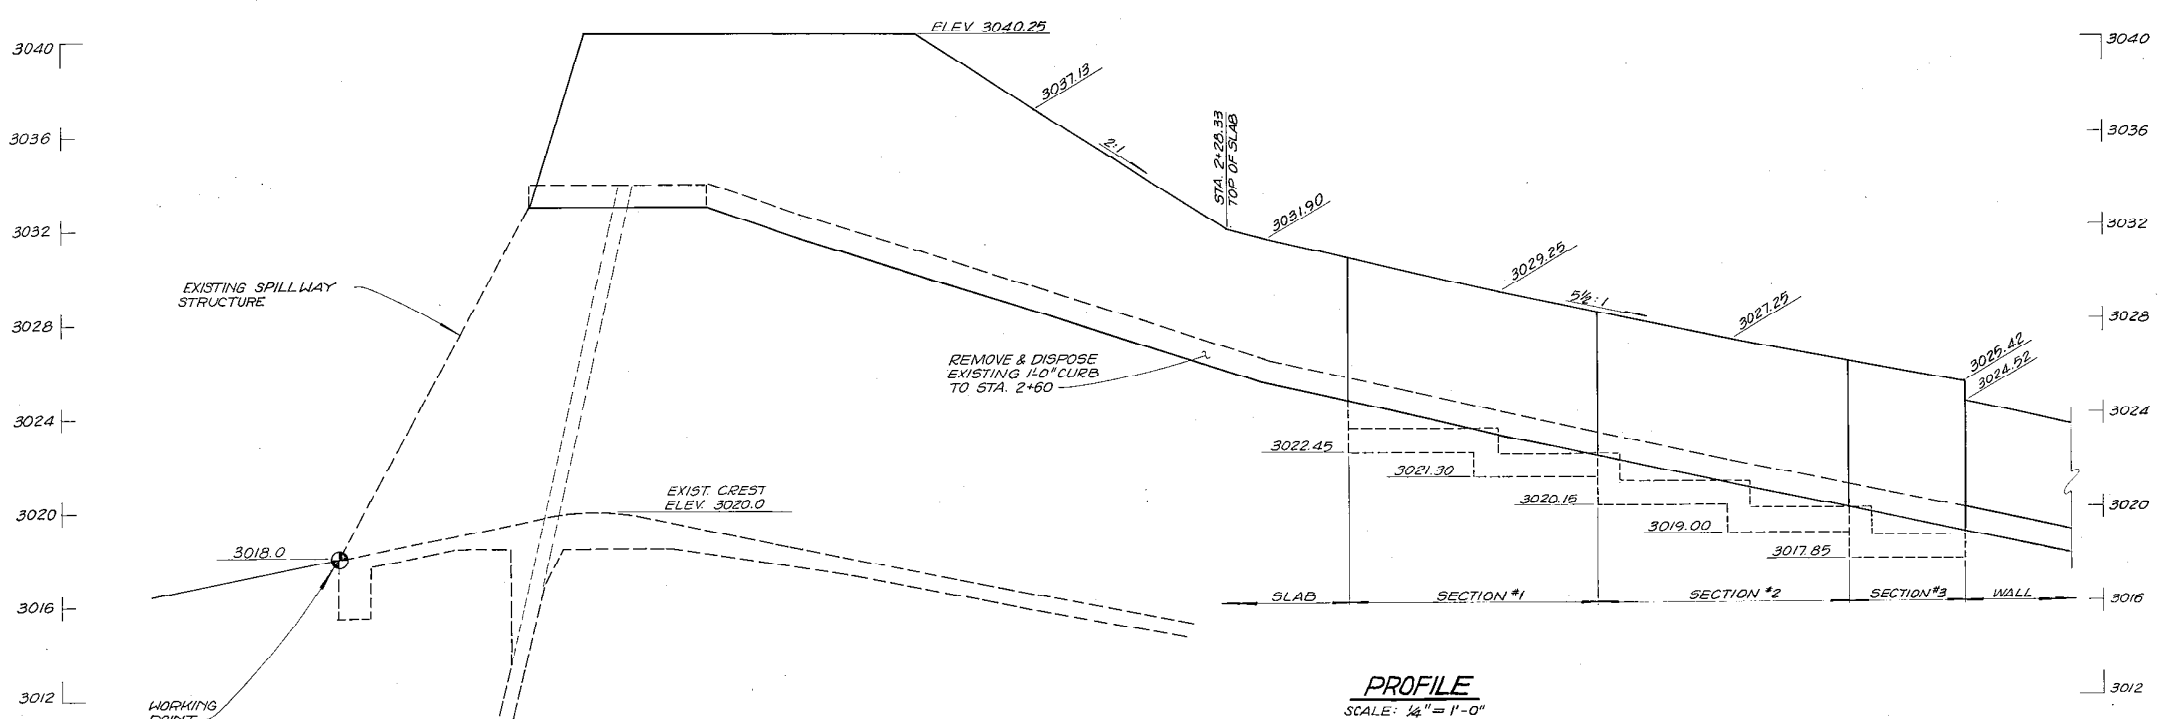 ELEV 3040.25
3040
3040
3037.13
3036
3036
2:1
STA. 2+28.33
TOP OF SLAB
3032
3031.90
3032
3029.25
EXISTING SPILLWAY
STRUCTURE
5½:1
3027.25
3028
3028
REMOVE & DISPOSE
EXISTING 1'-0" CURB
TO STA. 2+60
3025.42
3024.52
3024
3024
3022.45
3021.30
EXIST. CREST
ELEV. 3020.0
3020.15
3020
3020
3019.00
3018.0
3017.85
3016
SLAB
SECTION #1
SECTION #2
SECTION #3
WALL
3016
3012
WORKING
POINT
PROFILE
SCALE: ¼" = 1'-0"
3012